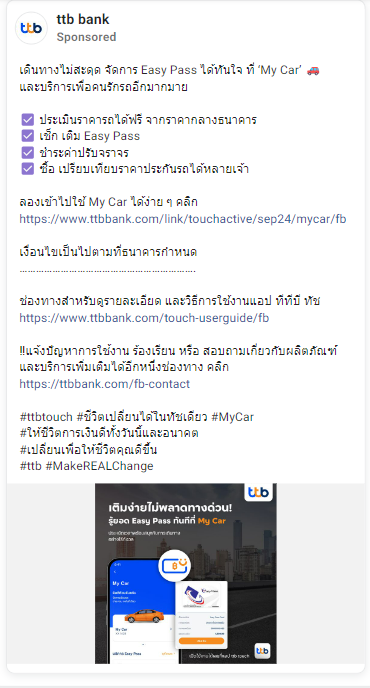 ttb bank
Sponsored
เดินทางไม่สะดุด จัดการ Easy Pass ได้ทันใจ ที่ ‘My Car’ 🚗
และบริการเพื่อคนรักรถอีกมากมาย
☑ ประเมินราคารถได้ฟรี จากราคากลางธนาคาร
☑ เช็ก เติม Easy Pass
☑ ชำระค่าปรับจราจร
☑ ซื้อ เปรียบเทียบราคาประกันรถได้หลายเจ้า
ลองเข้าไปใช้ My Car ได้ง่าย ๆ คลิก
https://www.ttbbank.com/link/touchactive/sep24/mycar/fb
เงื่อนไขเป็นไปตามที่ธนาคารกำหนด
………………………………………………………
ช่องทางสำหรับดูรายละเอียด และวิธีการใช้งานแอป ทีทีบี ทัช
https://www.ttbbank.com/touch-userguide/fb
‼แจ้งปัญหาการใช้งาน ร้องเรียน หรือ สอบถามเกี่ยวกับผลิตภัณฑ์
และบริการเพิ่มเติมได้อีกหนึ่งช่องทาง คลิก
https://ttbbank.com/fb-contact
#ttbtouch #ชีวิตเปลี่ยนได้ในทัชเดียว #MyCar
#ให้ชีวิตการเงินดีทั้งวันนี้และอนาคต
#เปลี่ยนเพื่อให้ชีวิตคุณดีขึ้น
#ttb #MakeREALChange
ttb
เติมง่ายไม่พลาดทางด่วน!
รู้ยอด Easy Pass ทันทีที่ My Car
My Car
My Car
ttb